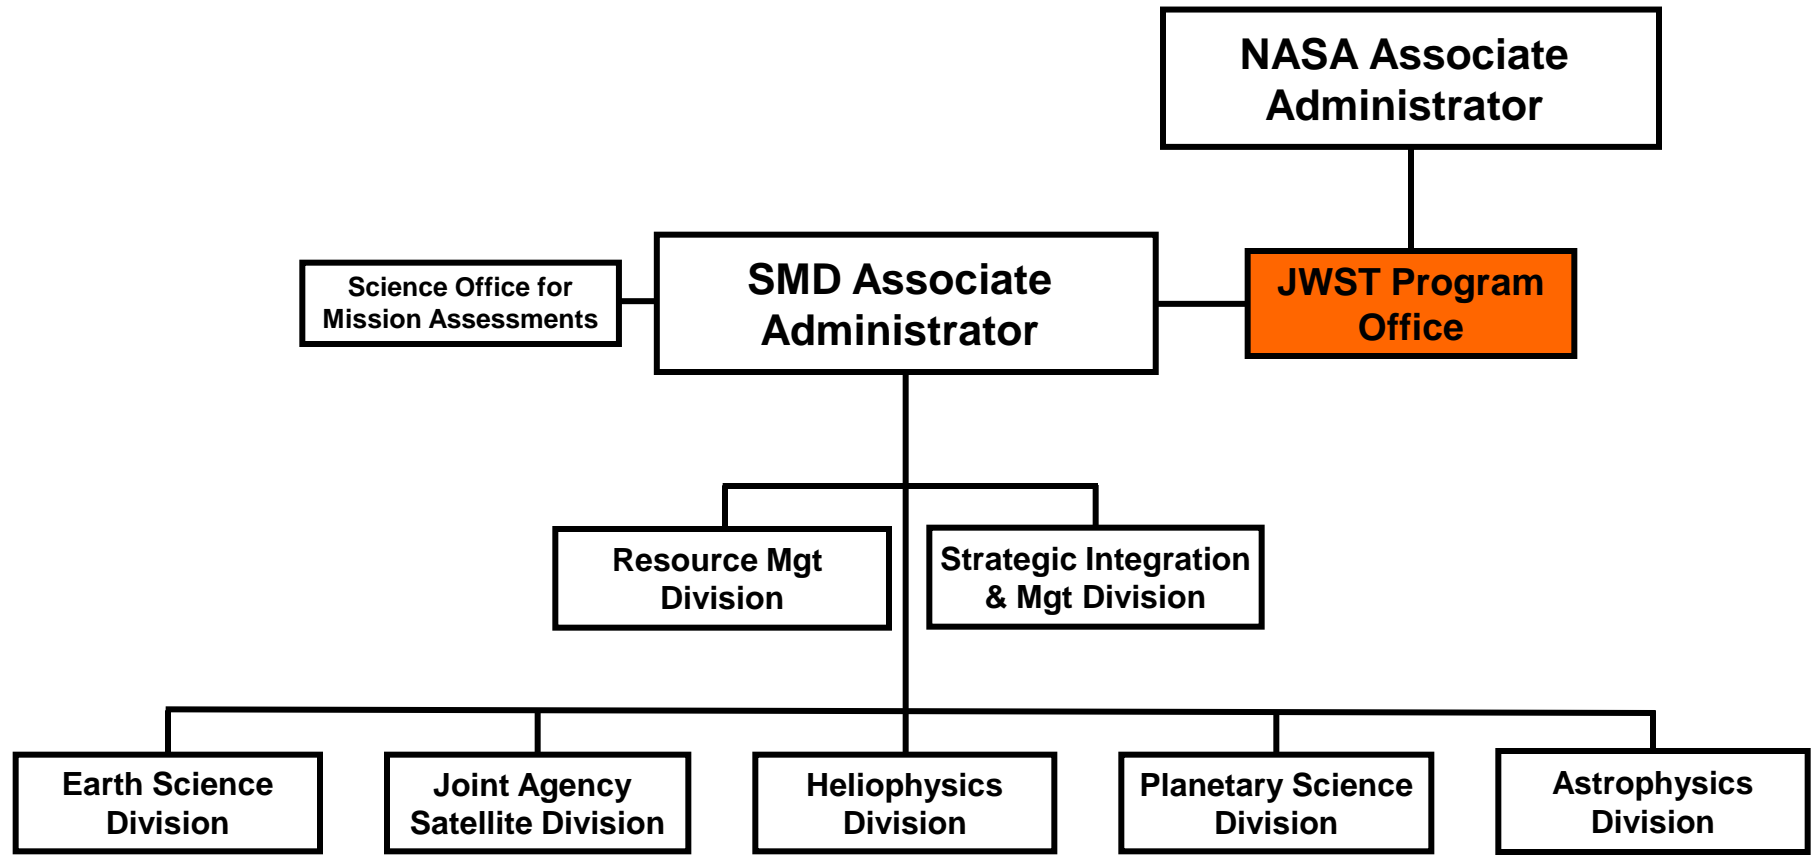 NASA Associate
Administrator
Science Office for
Mission Assessments
SMD Associate
Administrator
JWST Program
Office
Resource Mgt
Division
Strategic Integration
& Mgt Division
Earth Science
Division
Joint Agency
Satellite Division
Heliophysics
Division
Planetary Science
Division
Astrophysics
Division